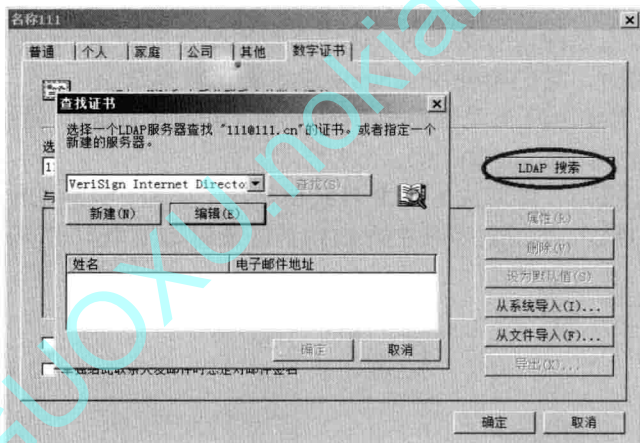 名称111
普通 个人 家庭 公司 其他 数字证书
查找证书
选择一个LDAP服务器查找 "111@111.cn"的证书。或者指定一个
新建的服务器。
选
LDAP 搜索
VeriSign Internet Directo
查找(S)
与
新建(N) 编辑(E)
属性(R)
删除(V)
姓名 电子邮件地址
设为默认值(S)
从系统导入(I)...
从文件导入(F)...
确定 取消
导出(X)...
确定 取消
GUOXU.nokian